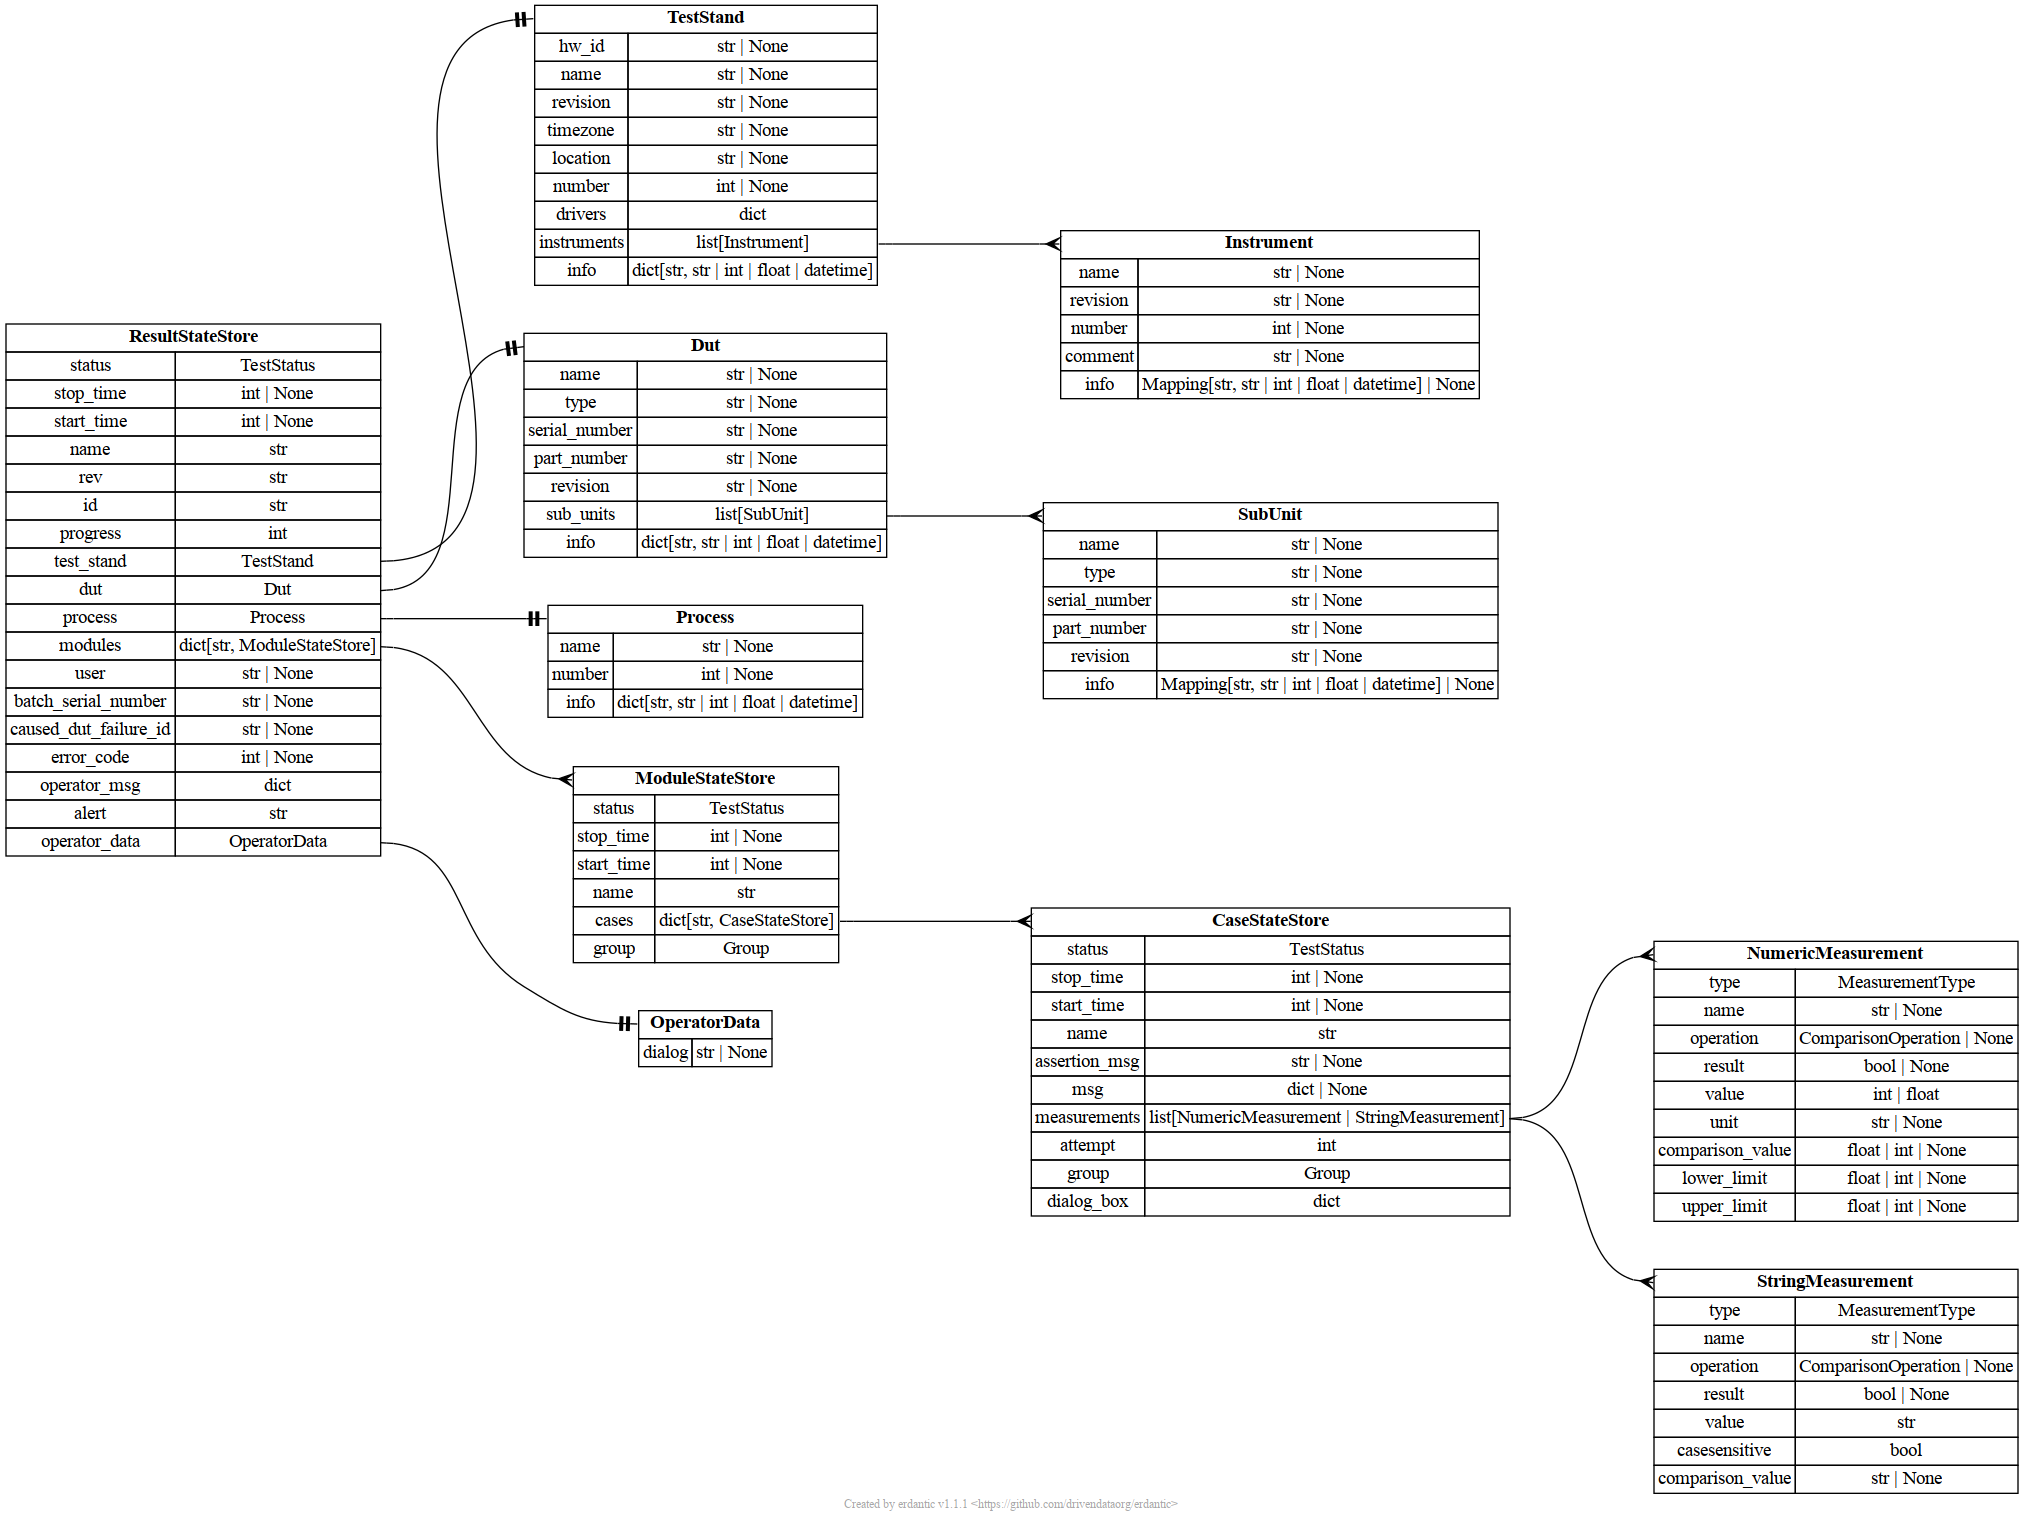 TestStand
hw_id str | None
name str | None
revision str | None
timezone str | None
location str | None
number int | None
drivers dict
instruments list[Instrument]
info dict[str, str | int | float | datetime]
Instrument
name str | None
revision str | None
number int | None
comment str | None
info Mapping[str, str | int | float | datetime] | None
ResultStateStore
status TestStatus
stop_time int | None
start_time int | None
name str
rev str
id str
progress int
test_stand TestStand
dut Dut
process Process
modules dict[str, ModuleStateStore]
user str | None
batch_serial_number str | None
caused_dut_failure_id str | None
error_code int | None
operator_msg dict
alert str
operator_data OperatorData
Dut
name str | None
type str | None
serial_number str | None
part_number str | None
revision str | None
sub_units list[SubUnit]
info dict[str, str | int | float | datetime]
SubUnit
name str | None
type str | None
serial_number str | None
part_number str | None
revision str | None
info Mapping[str, str | int | float | datetime] | None
Process
name str | None
number int | None
info dict[str, str | int | float | datetime]
ModuleStateStore
status TestStatus
stop_time int | None
start_time int | None
name str
cases dict[str, CaseStateStore]
group Group
OperatorData
dialog str | None
CaseStateStore
status TestStatus
stop_time int | None
start_time int | None
name str
assertion_msg str | None
msg dict | None
measurements list[NumericMeasurement | StringMeasurement]
attempt int
group Group
dialog_box dict
NumericMeasurement
type MeasurementType
name str | None
operation ComparisonOperation | None
result bool | None
value int | float
unit str | None
comparison_value float | int | None
lower_limit float | int | None
upper_limit float | int | None
StringMeasurement
type MeasurementType
name str | None
operation ComparisonOperation | None
result bool | None
value str
casesensitive bool
comparison_value str | None
Created by erdantic v1.1.1 <https://github.com/drivendataorg/erdantic>